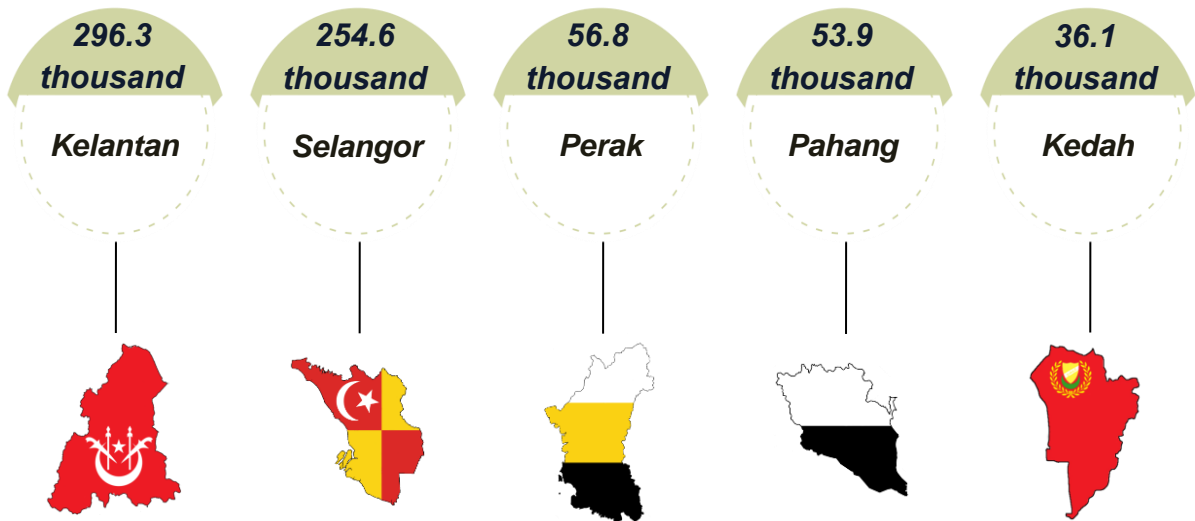 296.3
thousand
Kelantan
254.6
thousand
Selangor
56.8
thousand
Perak
53.9
thousand
Pahang
36.1
thousand
Kedah